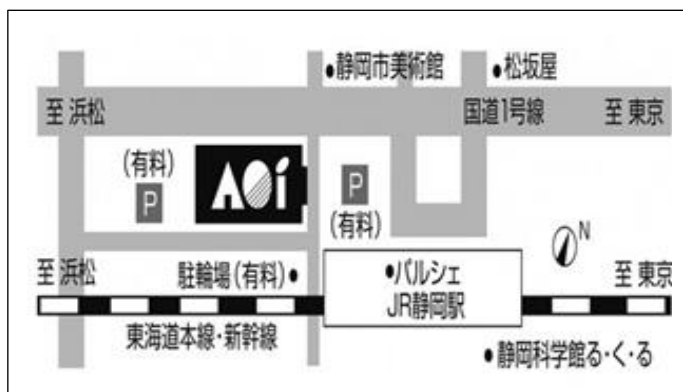 静岡市美術館
松坂屋
至 浜松
国道1号線
至 東京
(有料)
P
AOi
P
(有料)
N
至 浜松
駐輪場(有料)
パルシェ
JR静岡駅
至 東京
東海道本線・新幹線
静岡科学館る・く・る